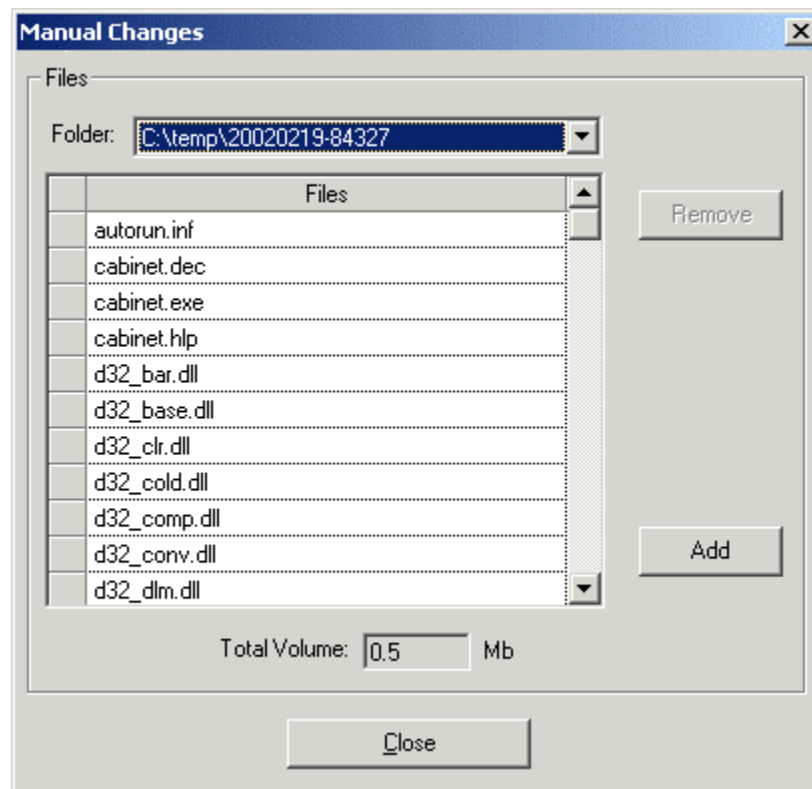 Manual Changes
Files
Folder: C:\temp\20020219-84327
Files
autorun.inf
cabinet.dec
cabinet.exe
cabinet.hlp
d32_bar.dll
d32_base.dll
d32_clr.dll
d32_cold.dll
d32_comp.dll
d32_conv.dll
d32_dlm.dll
Remove
Add
Total Volume: 0.5 Mb
Close